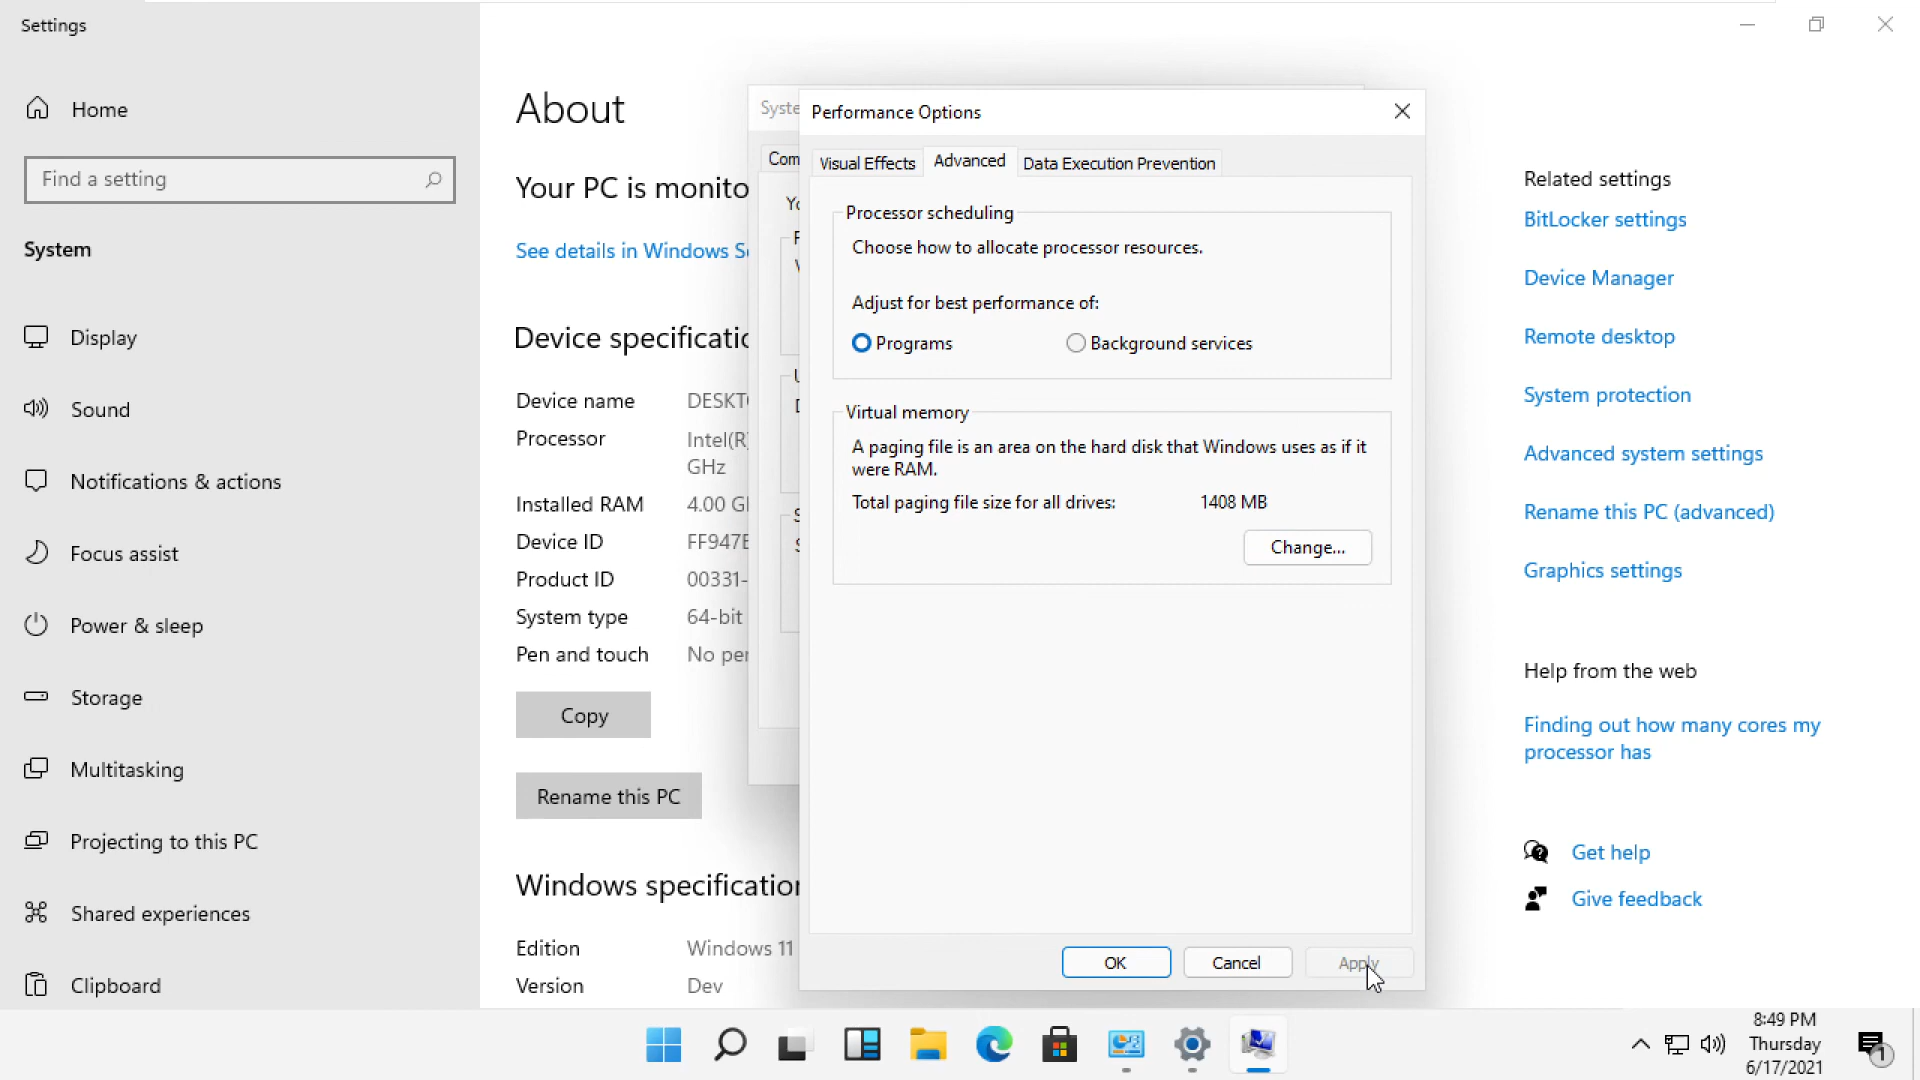 Settings
Home
Find a setting
System
Display
Sound
Notifications & actions
Focus assist
Power & sleep
Storage
Multitasking
Projecting to this PC
Shared experiences
Clipboard
About
Your PC is monito
See details in Windows
Device specificatio
Device name
Processor Intel(R
GHz
Installed RAM 4.00
Device ID FF947
Product ID 00331-
System type 64-bit
Pen and touch No
Copy
Rename this PC
Windows specification
Edition Windows 11
Version Dev
Syste
Com
Performance Options
Visual Effects Advanced Data Execution Prevention
Processor scheduling
Choose how to allocate processor resources.
Adjust for best performance of:
Programs Background services
Virtual memory
A paging file is an area on the hard disk that Windows uses as if it
were RAM.
Total paging file size for all drives: 1408 MB
Change...
OK Cancel Apply
Related settings
BitLocker settings
Device Manager
Remote desktop
System protection
Advanced system settings
Rename this PC (advanced)
Graphics settings
Help from the web
Finding out how many cores my
processor has
Get help
Give feedback
8:49 PM
Thursday
6/17/2021
1